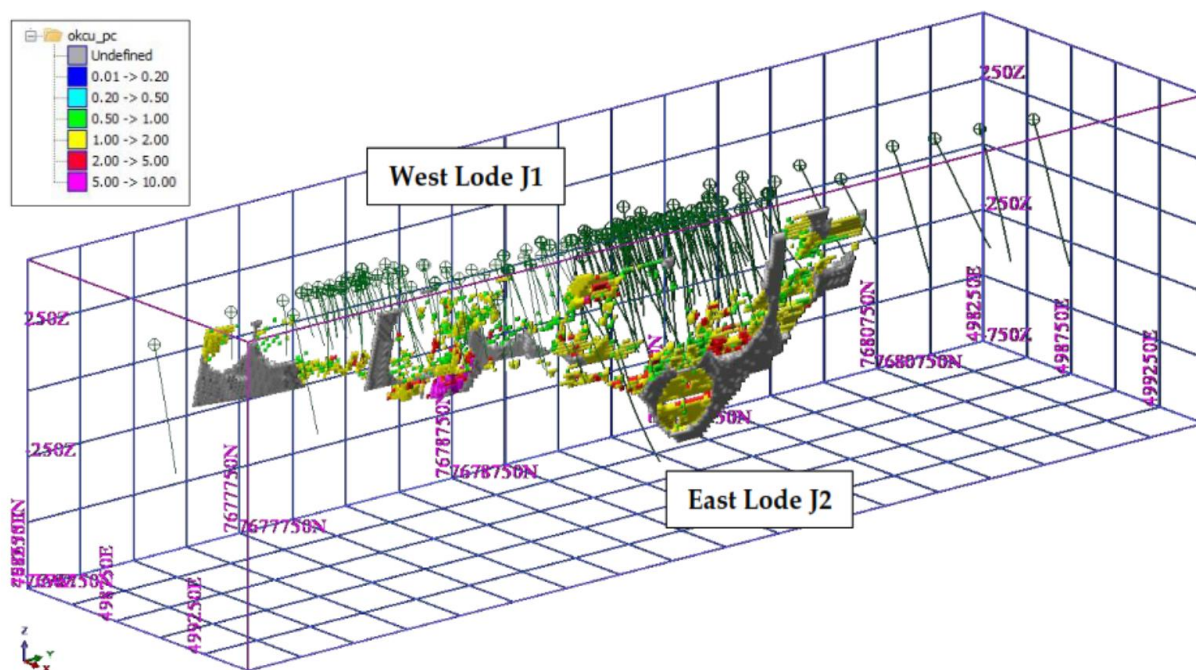 okcu_pc
Undefined
0.01 -> 0.20
0.20 -> 0.50
0.50 -> 1.00
1.00 -> 2.00
2.00 -> 5.00
5.00 -> 10.00
West Lode J1
East Lode J2
250Z
-250Z
-750Z
250Z
-250Z
7677750N
7677750N
7678750N
7678750N
7680750N
7680750N
498250E
498750E
499250E
498750E
499250E
Z
Y
X